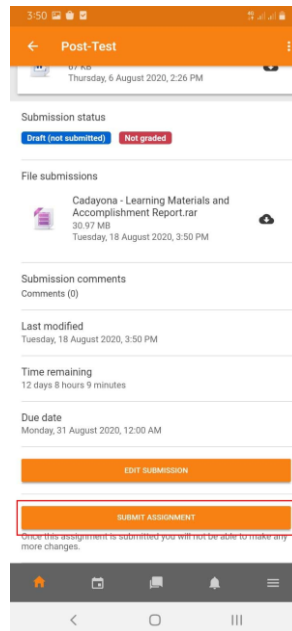 3:50
Post-Test
67 KB
Thursday, 6 August 2020, 2:26 PM
Submission status
Draft (not submitted) Not graded
File submissions
Cadayona - Learning Materials and
Accomplishment Report.rar
30.97 MB
Tuesday, 18 August 2020, 3:50 PM
Submission comments
Comments (0)
Last modified
Tuesday, 18 August 2020, 3:50 PM
Time remaining
12 days 8 hours 9 minutes
Due date
Monday, 31 August 2020, 12:00 AM
EDIT SUBMISSION
SUBMIT ASSIGNMENT
Once this assignment is submitted you will not be able to make any
more changes.